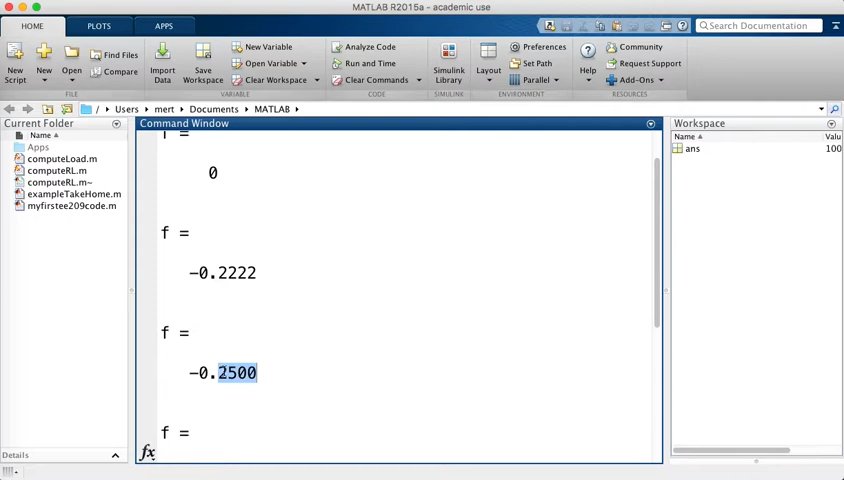 MATLAB R2015a - academic use
HOME PLOTS APPS
Search Documentation
New Script
New
Open
Find Files
Compare
Import Data
Save Workspace
New Variable
Open Variable
Clear Workspace
Analyze Code
Run and Time
Clear Commands
Simulink Library
Layout
Preferences
Set Path
Parallel
Help
Community
Request Support
Add-Ons
FILE VARIABLE CODE SIMULINK ENVIRONMENT RESOURCES
/ Users mert Documents MATLAB
Current Folder
Name
Apps
computeLoad.m
computeRL.m
computeRL.m~
exampleTakeHome.m
myfirstee209code.m
Details
Command Window
f =
0
f =
-0.2222
f =
-0.2500
f =
fx
Workspace
Name Valu
ans 100